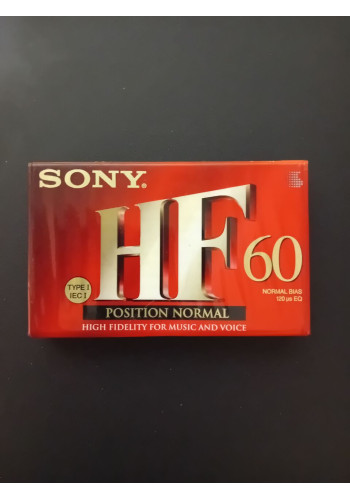 SONY®
HF 60
TYPE I
IEC I
NORMAL BIAS
120 µs EQ
POSITION NORMAL
HIGH FIDELITY FOR MUSIC AND VOICE